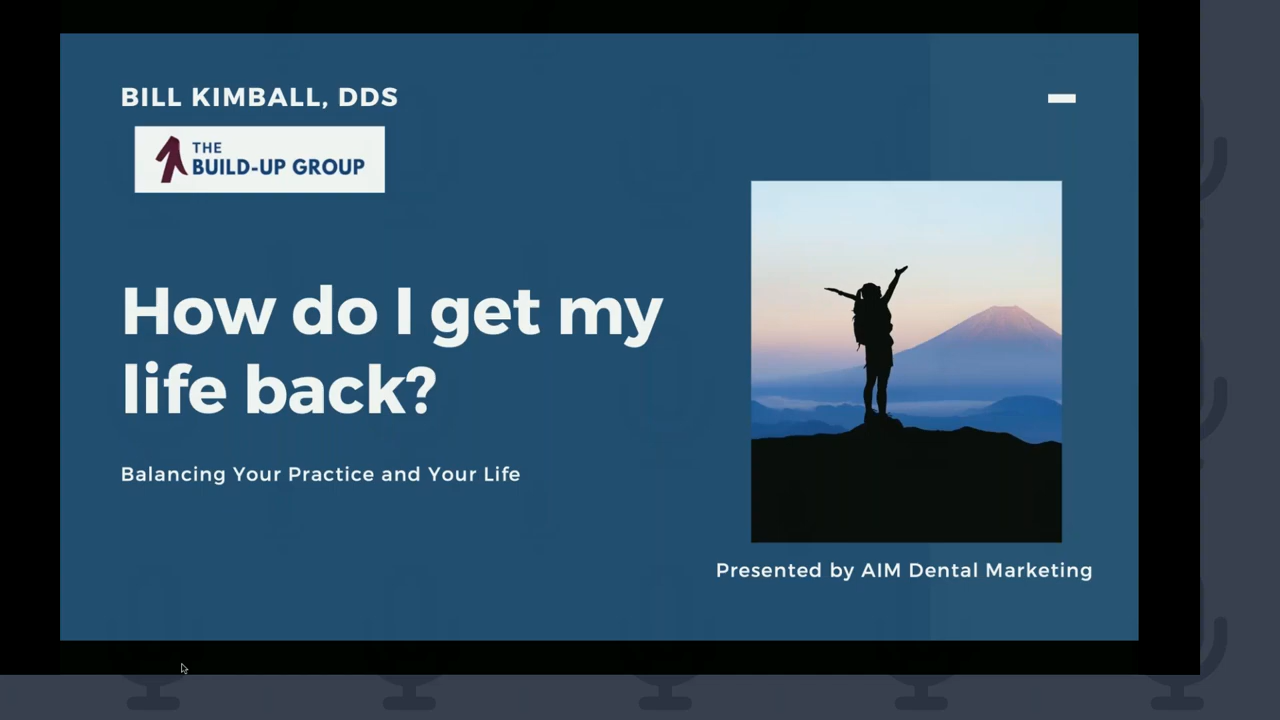 BILL KIMBALL, DDS
THE
BUILD-UP GROUP
How do I get my
life back?
Balancing Your Practice and Your Life
Presented by AIM Dental Marketing